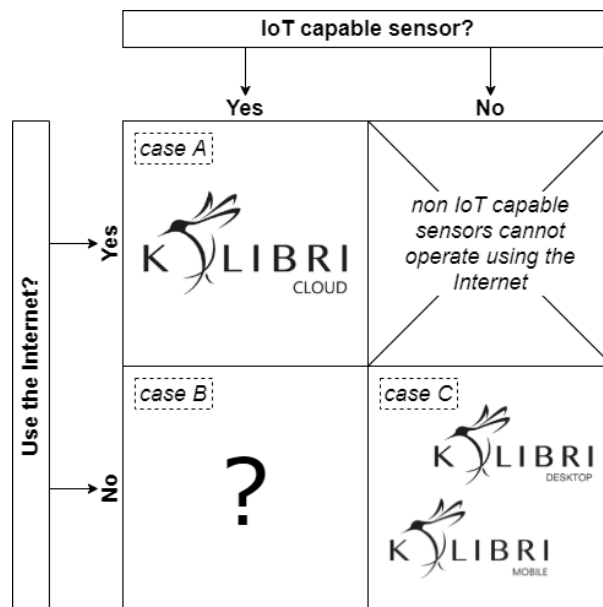 IoT capable sensor?
Yes
No
Use the Internet?
Yes
No
case A
KOLIBRI
CLOUD
non IoT capable
sensors cannot
operate using the
Internet
case B
?
case C
KOLIBRI
DESKTOP
KOLIBRI
MOBILE